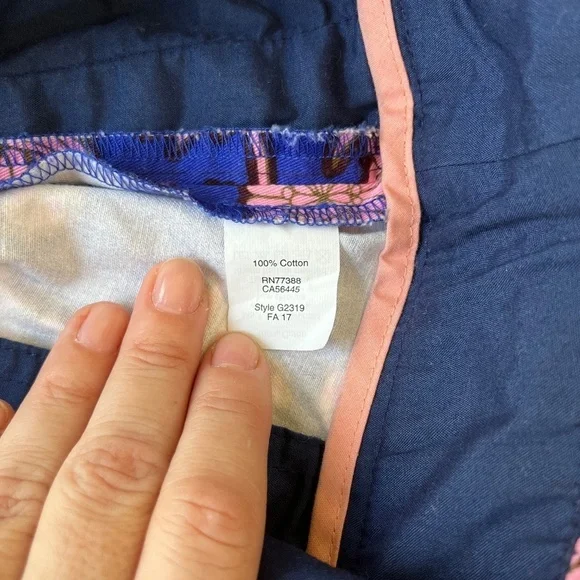 100% Cotton
RN77388
CA56445
Style G2319
FA 17